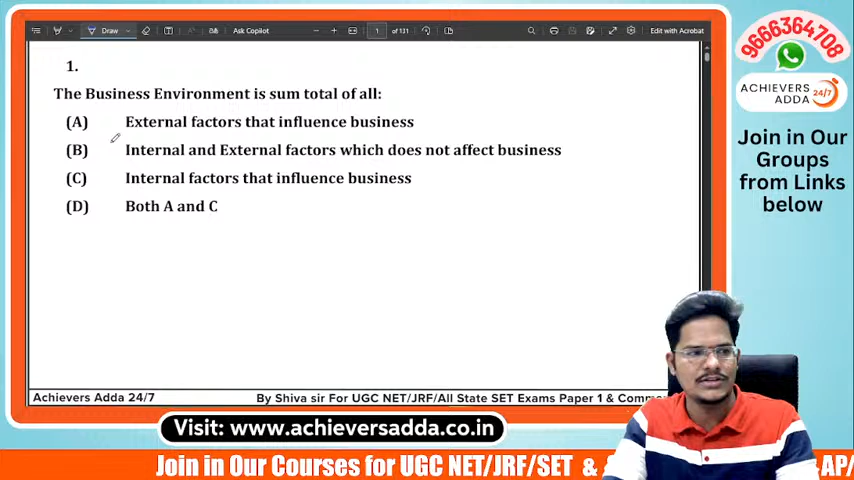 Draw
Ask Copilot
1
of 131
Edit with Acrobat
1.
The Business Environment is sum total of all:
(A) External factors that influence business
(B) Internal and External factors which does not affect business
(C) Internal factors that influence business
(D) Both A and C
Achievers Adda 24/7
By Shiva sir For UGC NET/JRF/All State SET Exams Paper 1 & Comme
9666364708
ACHIEVERS
ADDA 24/7
Join in Our
Groups
from Links
below
Visit: www.achieversadda.co.in
Join in Our Courses for UGC NET/JRF/SET &
AP/